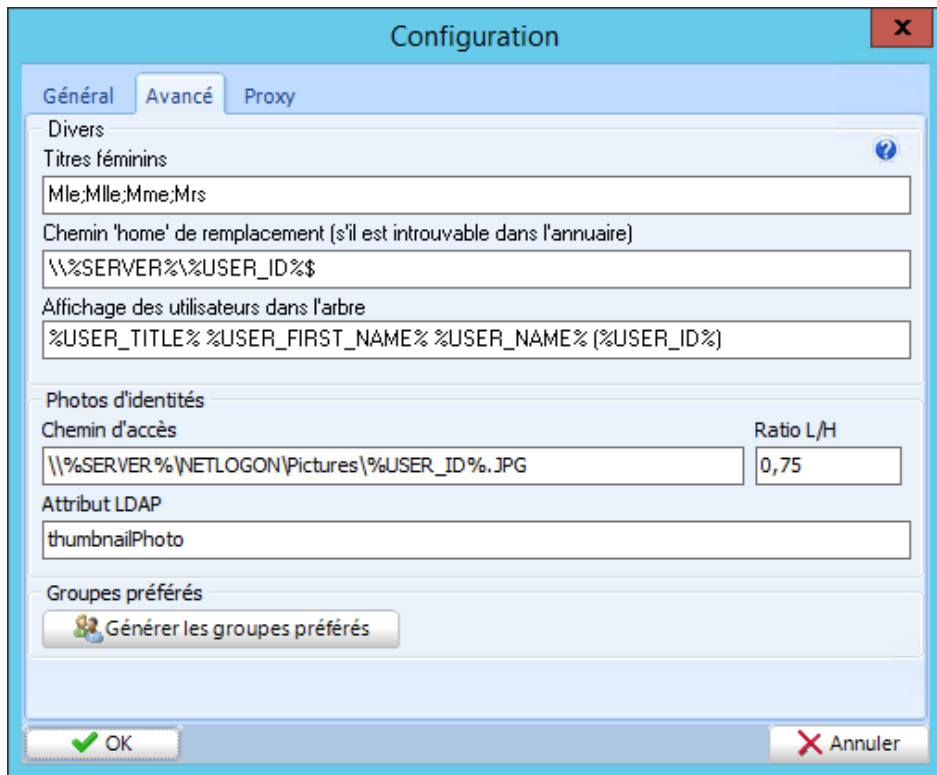 Configuration
x
Général Avancé Proxy
Divers
?
Titres féminins
Mle;Mlle;Mme;Mrs
Chemin 'home' de remplacement (s'il est introuvable dans l'annuaire)
\\%SERVER%\%USER_ID%$
Affichage des utilisateurs dans l'arbre
%USER_TITLE% %USER_FIRST_NAME% %USER_NAME% (%USER_ID%)
Photos d'identités
Chemin d'accès Ratio L/H
\\%SERVER%\NETLOGON\Pictures\%USER_ID%.JPG 0,75
Attribut LDAP
thumbnailPhoto
Groupes préférés
Générer les groupes préférés
OK Annuler